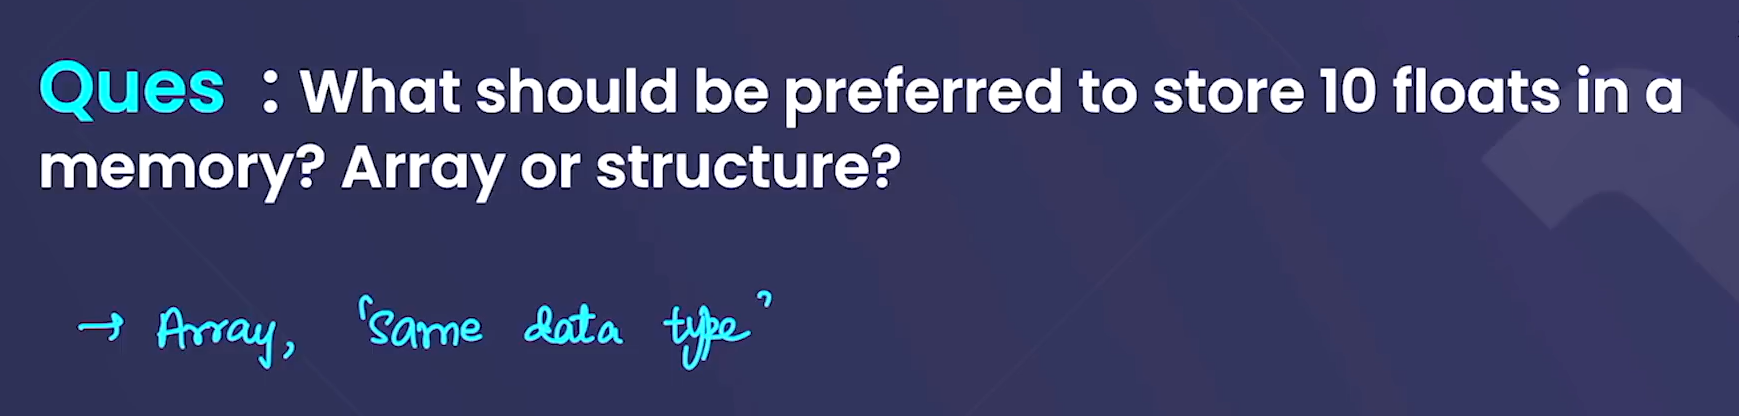 Ques : What should be preferred to store 10 floats in a
memory? Array or structure?
→ Array, 'same data type'